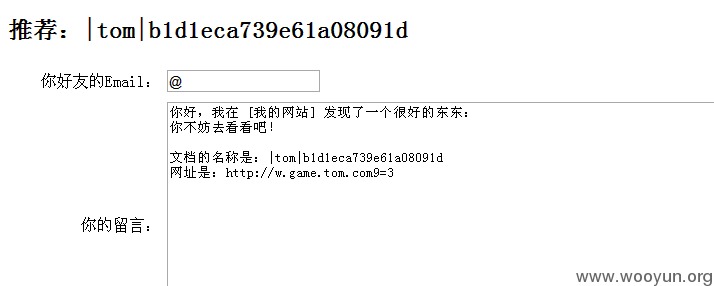 推荐：|tom|b1d1eca739e61a08091d
你好友的Email：
@
你好，我在 [我的网站] 发现了一个很好的东东：
你不妨去看看吧！
文档的名称是：|tom|b1d1eca739e61a08091d
网址是：http://w.game.tom.com9=3
你的留言：
www.wooyun.org